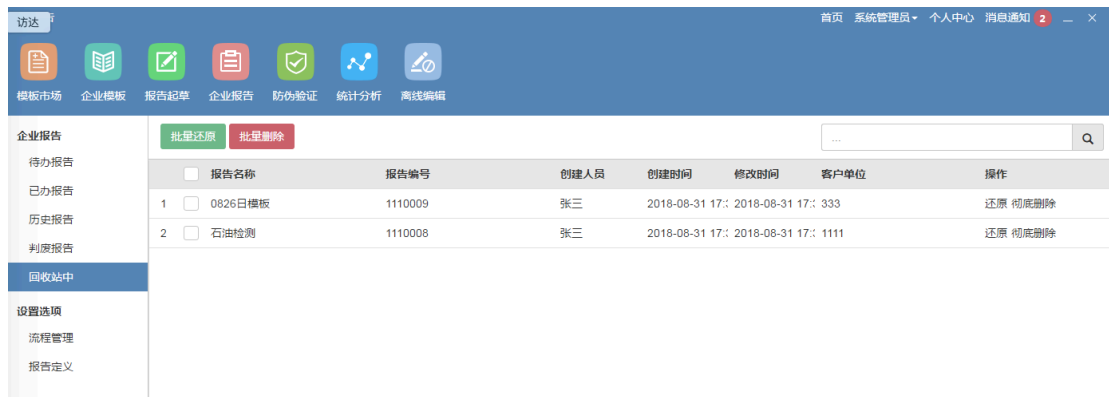 访达
首页 系统管理员 个人中心 消息通知 2
模板市场 企业模板 报告起草 企业报告 防伪验证 统计分析 离线编辑
企业报告
待办报告
已办报告
历史报告
判废报告
回收站中
设置选项
流程管理
报告定义
批量还原 批量删除
...
报告名称 报告编号 创建人员 创建时间 修改时间 客户单位 操作
1 0826日模板 1110009 张三 2018-08-31 17: 2018-08-31 17: 333 还原 彻底删除
2 石油检测 1110008 张三 2018-08-31 17: 2018-08-31 17: 1111 还原 彻底删除